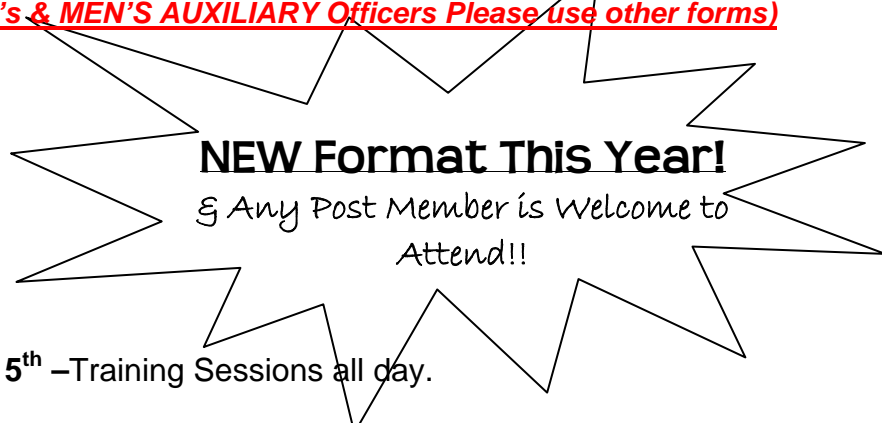 ’s & MEN’S AUXILIARY Officers Please use other forms)
NEW Format This Year!
& Any Post Member is Welcome to
Attend!!
5th –Training Sessions all day.